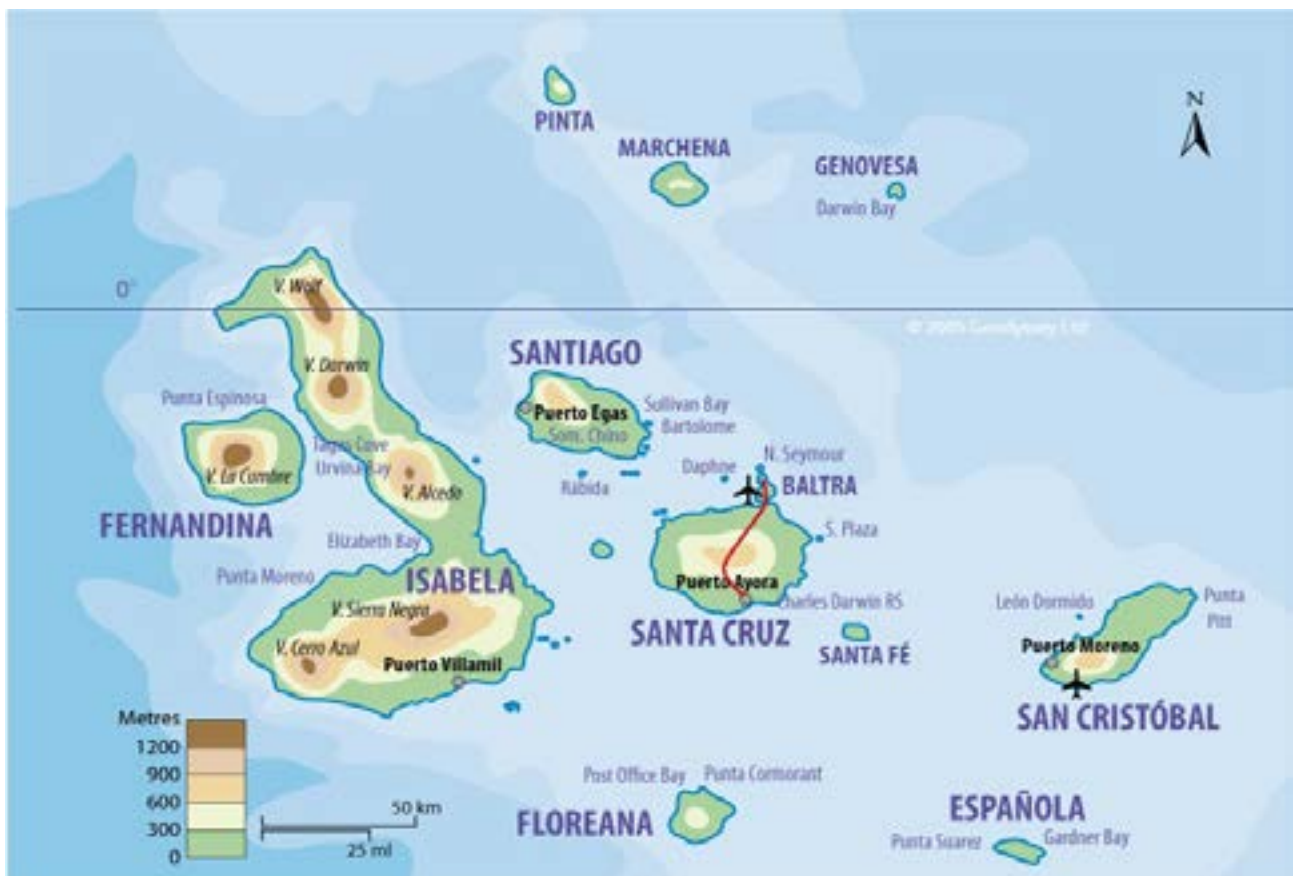 N
PINTA
MARCHENA
GENOVESA
Darwin Bay
0°
V. Wolf
© 2005 Geodyssey Ltd
V. Darwin
SANTIAGO
Punta Espinosa
Puerto Egas
Sullivan Bay
Bartolome
Som. Chino
Tagus Cove
Urvina Bay
V. La Cumbre
V. Alcedo
Rábida
Daphne
N. Seymour
BALTRA
FERNANDINA
S. Plaza
Elizabeth Bay
Punta Moreno
ISABELA
Puerto Ayora
Charles Darwin RS
V. Sierra Negra
SANTA CRUZ
León Dormido
Punta
Pitt
V. Cerro Azul
Puerto Villamil
SANTA FÉ
Puerto Moreno
SAN CRISTÓBAL
Metres
1200
900
600
300
0
50 km
25 ml
Post Office Bay
Punta Cormorant
FLOREANA
ESPAÑOLA
Punta Suarez
Gardner Bay